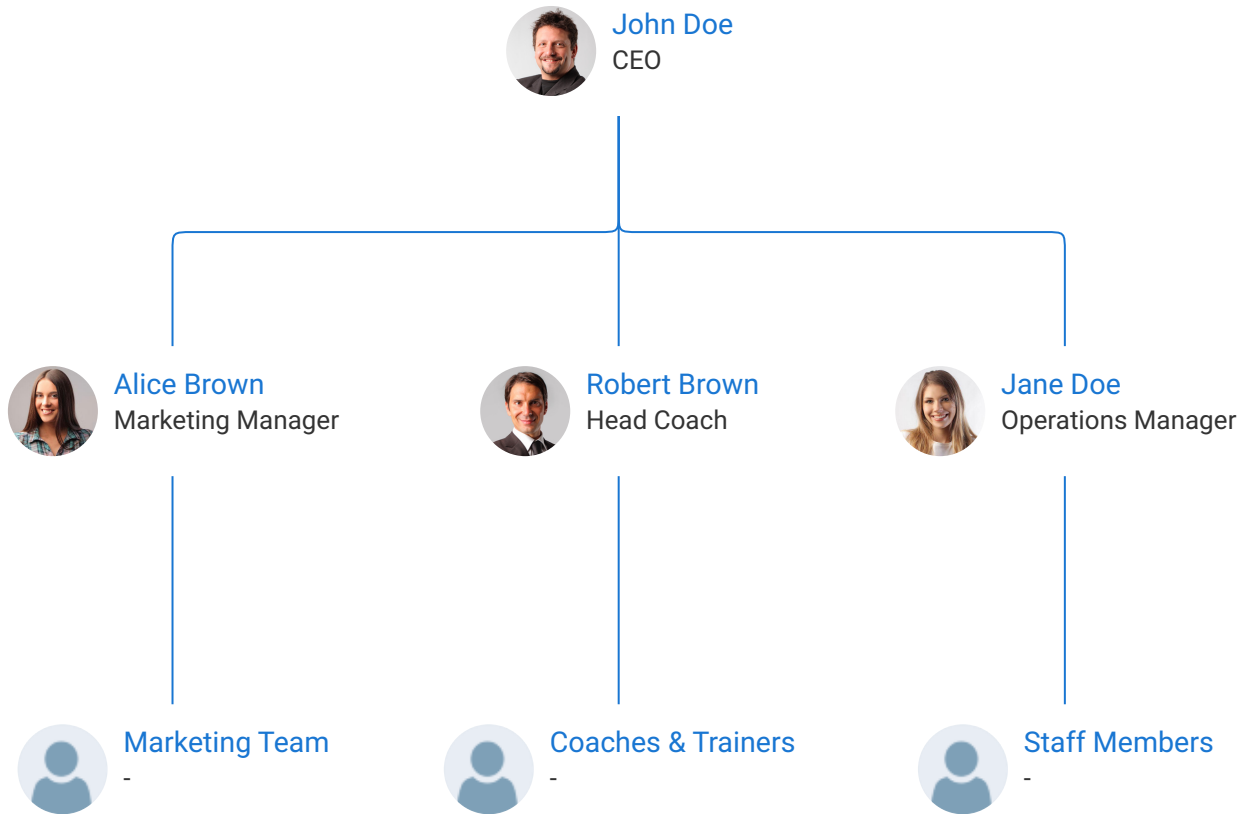 John Doe
CEO
Alice Brown
Marketing Manager
Robert Brown
Head Coach
Jane Doe
Operations Manager
Marketing Team
-
Coaches & Trainers
-
Staff Members
-